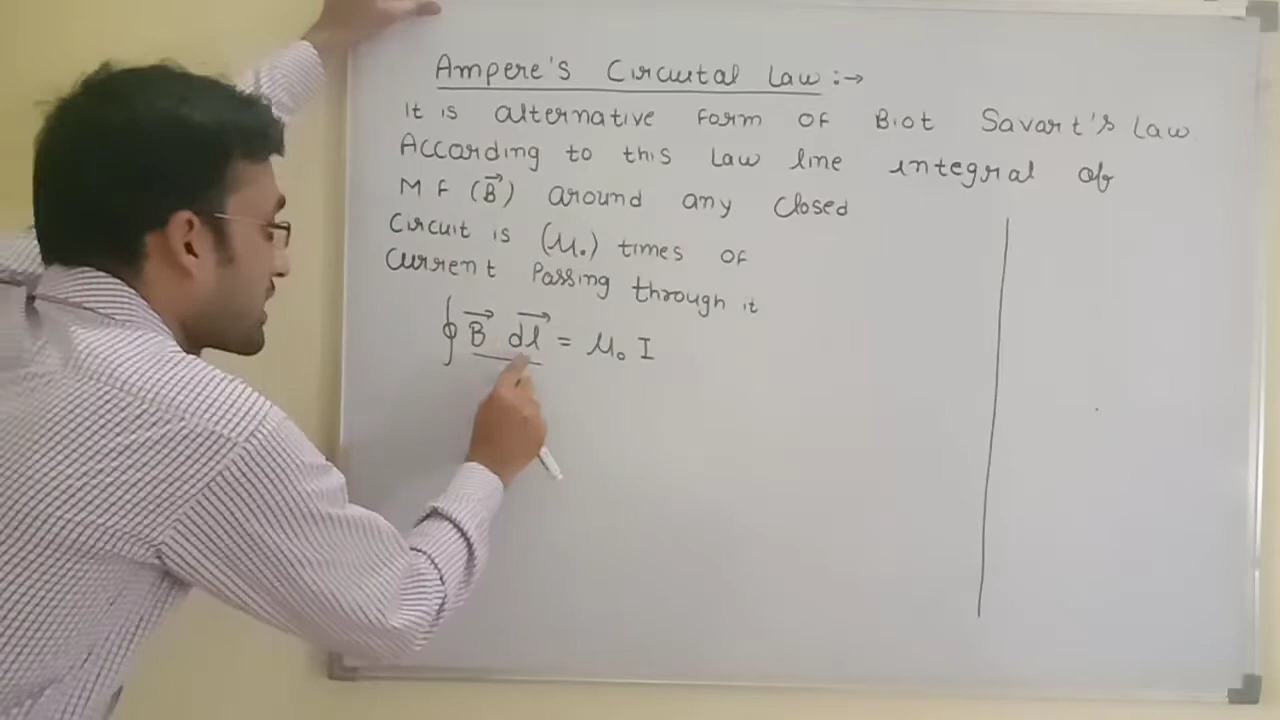 Ampere's Circuital Law :→
It is alternative form of Biot Savart's Law
According to this Law line integral of
M F (B⃗) around any closed
Circuit is (μ₀) times of
Current Passing through it
∮ B⃗ dl⃗ = μ₀ I